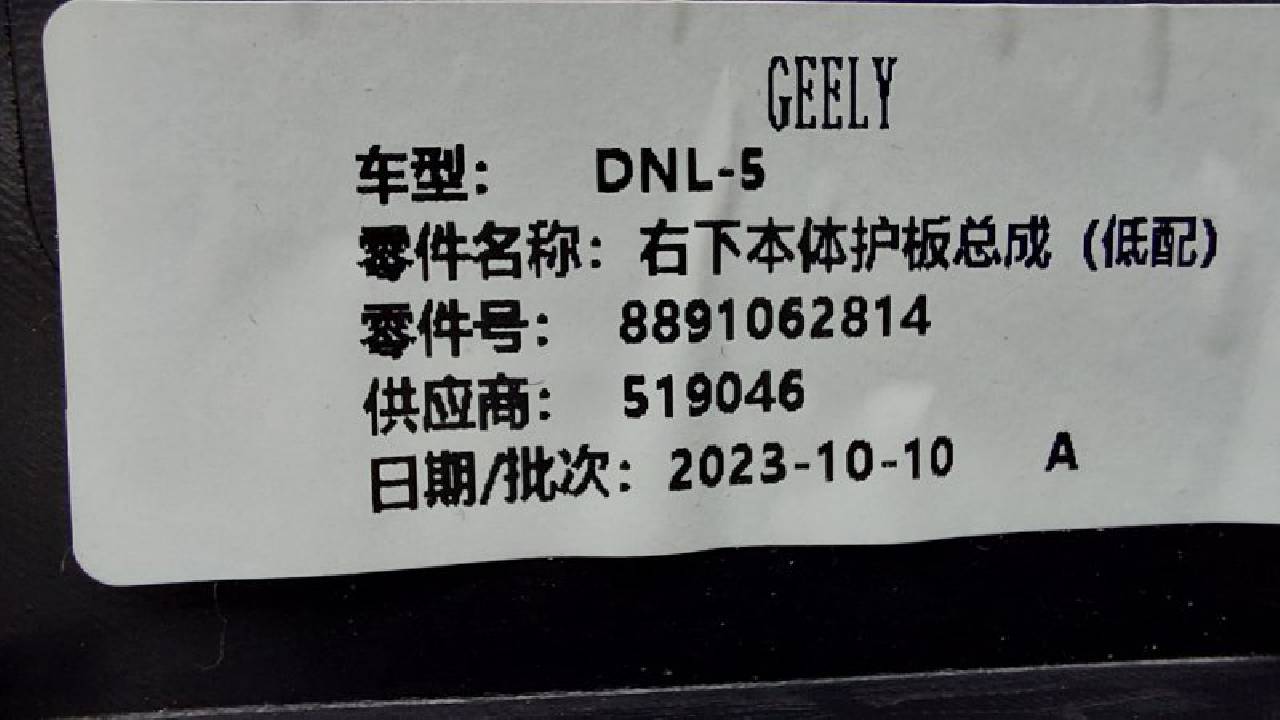 GEELY
车型： DNL-5
零件名称：右下本体护板总成（低配）
零件号： 8891062814
供应商： 519046
日期/批次：2023-10-10 A